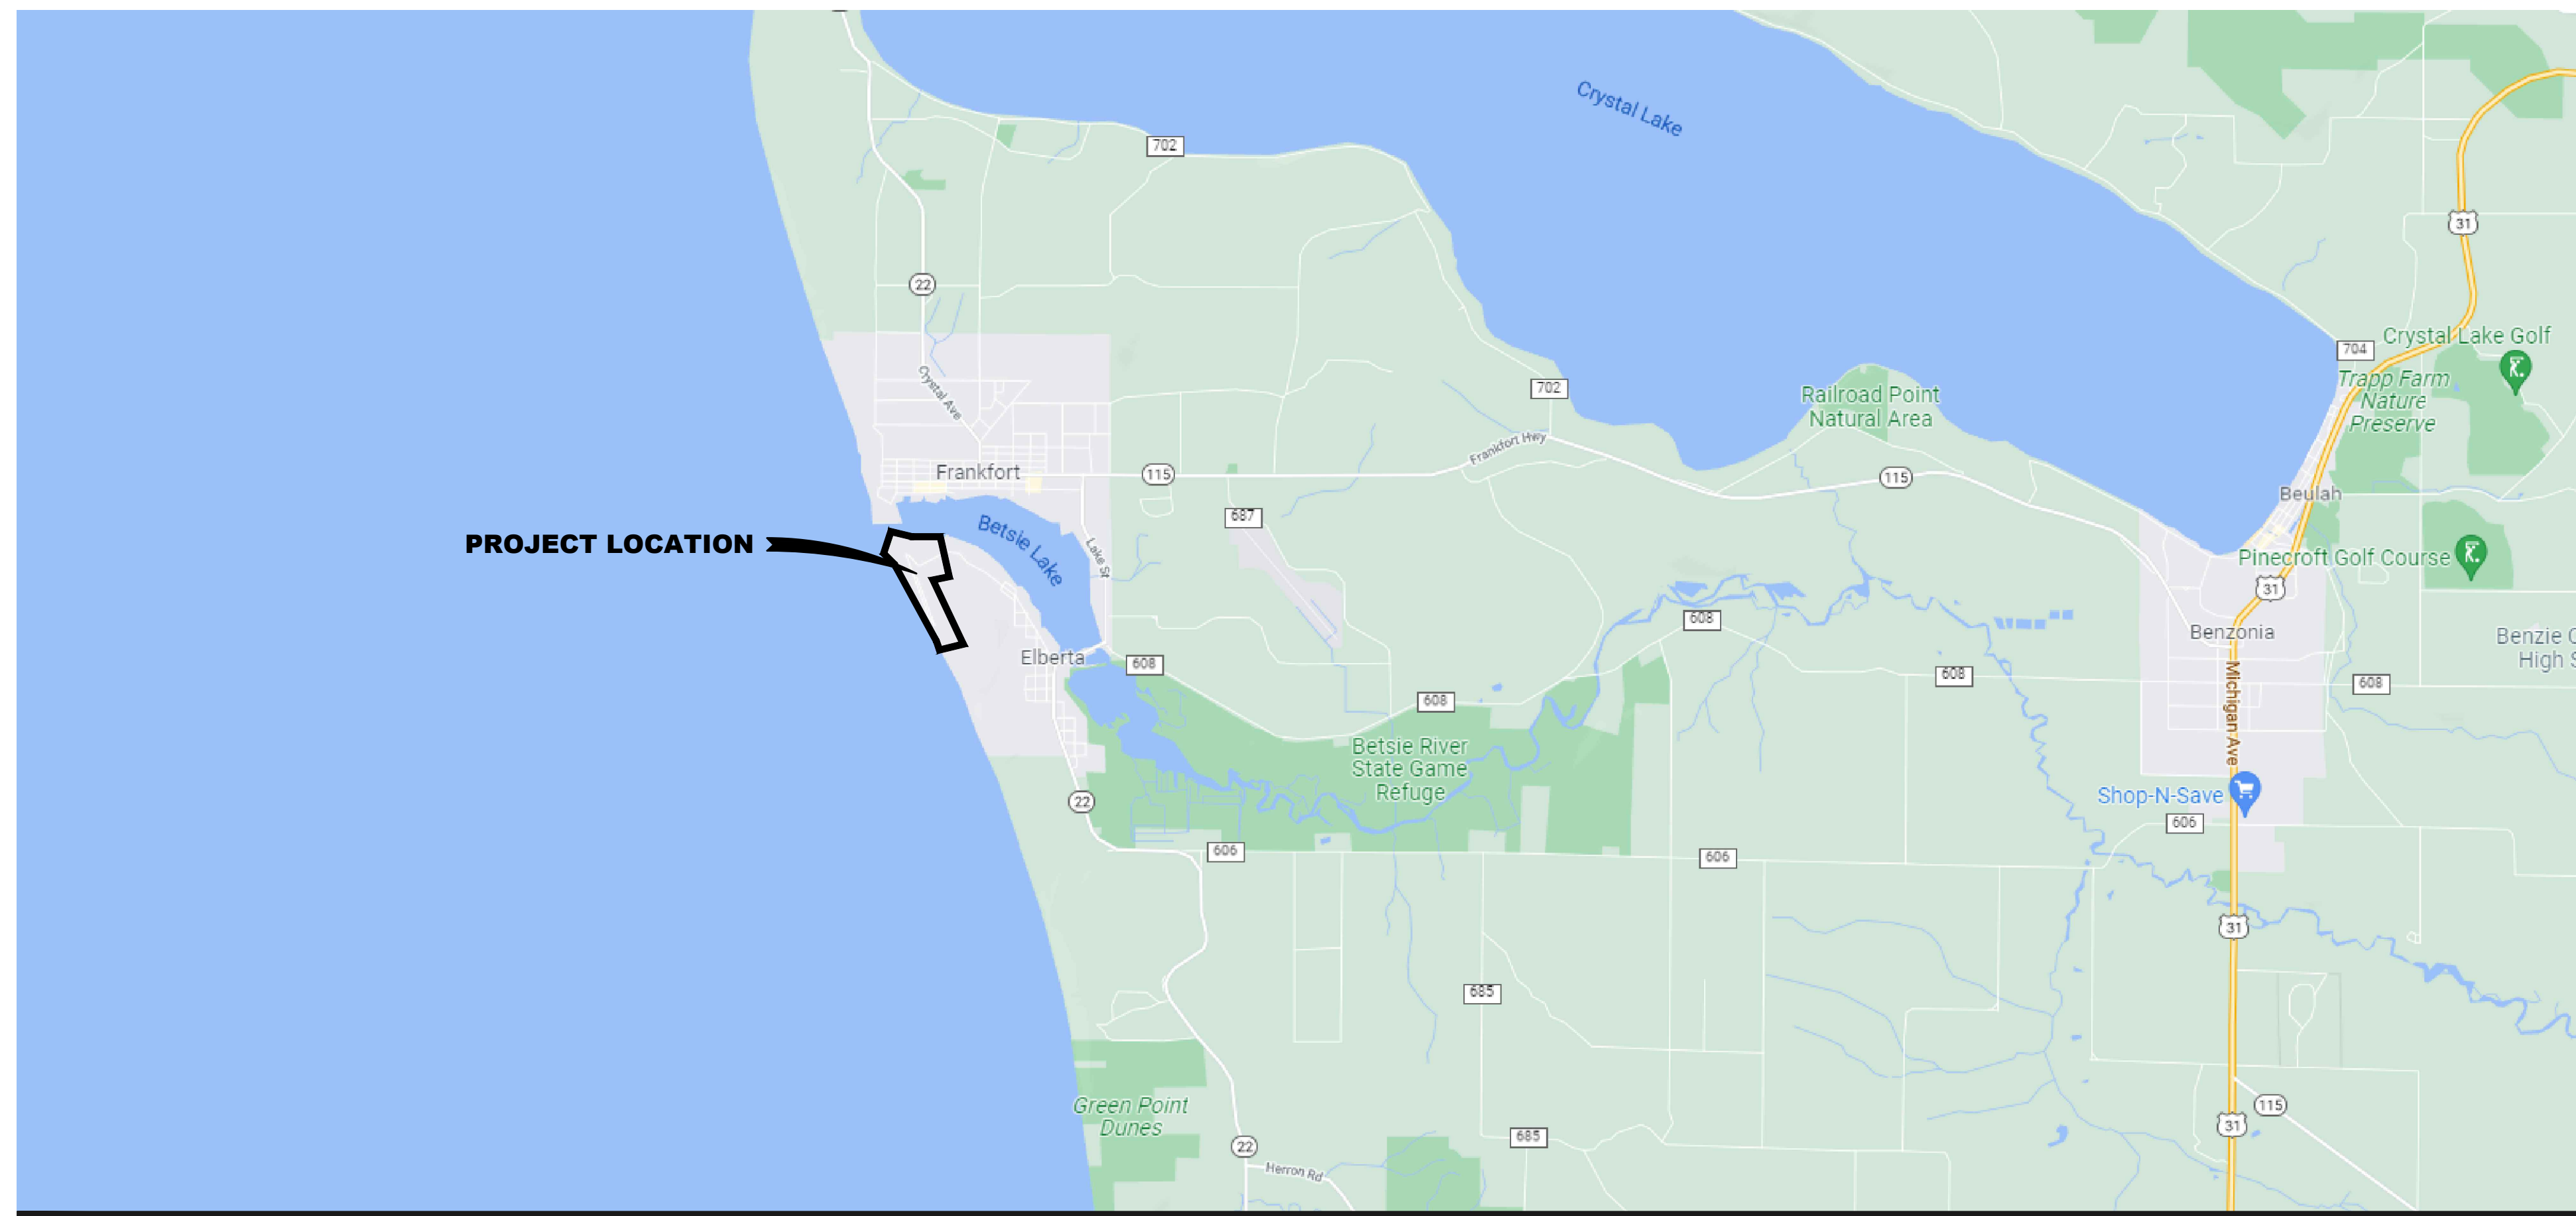 Crystal Lake
702
31
22
Crystal Lake Golf
704
Trapp Farm
Nature
Preserve
702
Railroad Point
Natural Area
Crystal Ave
Frankfort Hwy
Frankfort
115
115
Beulah
687
Betsie Lake
Lake St
PROJECT LOCATION
Pinecroft Golf Course
31
608
Benzonia
Benzie C
High S
Elberta
608
608
608
608
Michigan Ave
Betsie River
State Game
Refuge
22
Shop-N-Save
606
606
606
31
685
Green Point
Dunes
115
31
685
22
Herron Rd